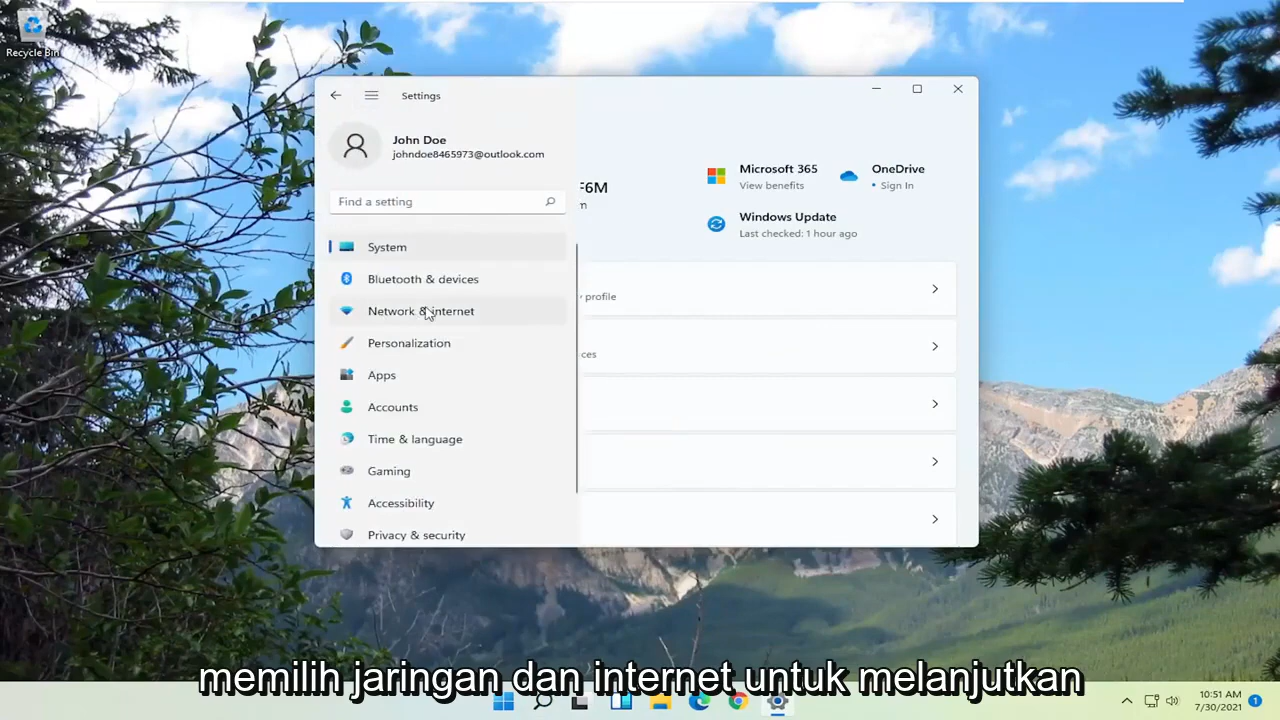 Recycle Bin
Settings
John Doe
johndoe8465973@outlook.com
Find a setting
System
Bluetooth & devices
Network & internet
Personalization
Apps
Accounts
Time & language
Gaming
Accessibility
Privacy & security
F6M
Microsoft 365
View benefits
OneDrive
• Sign In
Windows Update
Last checked: 1 hour ago
profile
ces
memilih jaringan dan internet untuk melanjutkan
10:51 AM
7/30/2021
1